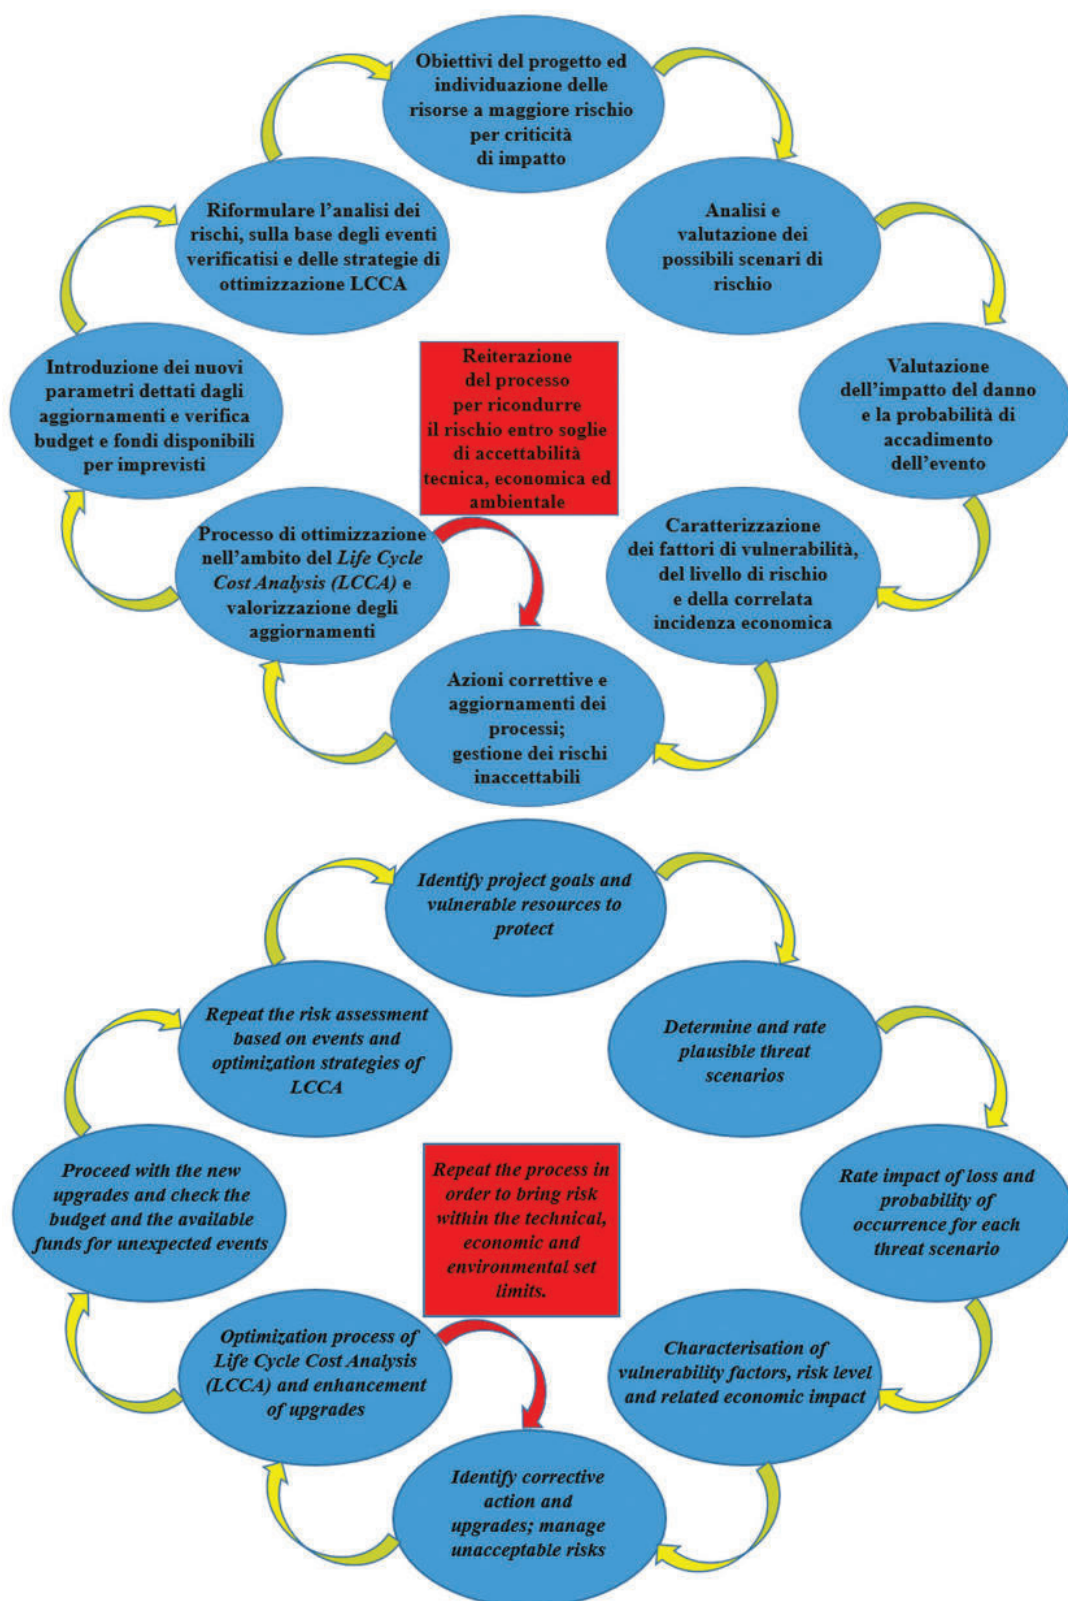 Obiettivi del progetto ed
individuazione delle
risorse a maggiore rischio
per criticità
di impatto
Analisi e
valutazione dei
possibili scenari di
rischio
Valutazione
dell’impatto del danno
e la probabilità di
accadimento
dell’evento
Caratterizzazione
dei fattori di vulnerabilità,
del livello di rischio
e della correlata
incidenza economica
Azioni correttive e
aggiornamenti dei
processi;
gestione dei rischi
inaccettabili
Processo di ottimizzazione
nell’ambito del Life Cycle
Cost Analysis (LCCA) e
valorizzazione degli
aggiornamenti
Introduzione dei nuovi
parametri dettati dagli
aggiornamenti e verifica
budget e fondi disponibili
per imprevisti
Riformulare l’analisi dei
rischi, sulla base degli eventi
verificatisi e delle strategie di
ottimizzazione LCCA
Reiterazione
del processo
per ricondurre
il rischio entro soglie
di accettabilità
tecnica, economica ed
ambientale
Identify project goals and
vulnerable resources to
protect
Determine and rate
plausible threat
scenarios
Rate impact of loss and
probability of
occurrence for each
threat scenario
Characterisation of
vulnerability factors, risk level
and related economic impact
Identify corrective
action and
upgrades; manage
unacceptable risks
Optimization process of
Life Cycle Cost Analysis
(LCCA) and enhancement
of upgrades
Proceed with the new
upgrades and check the
budget and the available
funds for unexpected events
Repeat the risk assessment
based on events and
optimization strategies of
LCCA
Repeat the process in
order to bring risk
within the technical,
economic and
environmental set
limits.